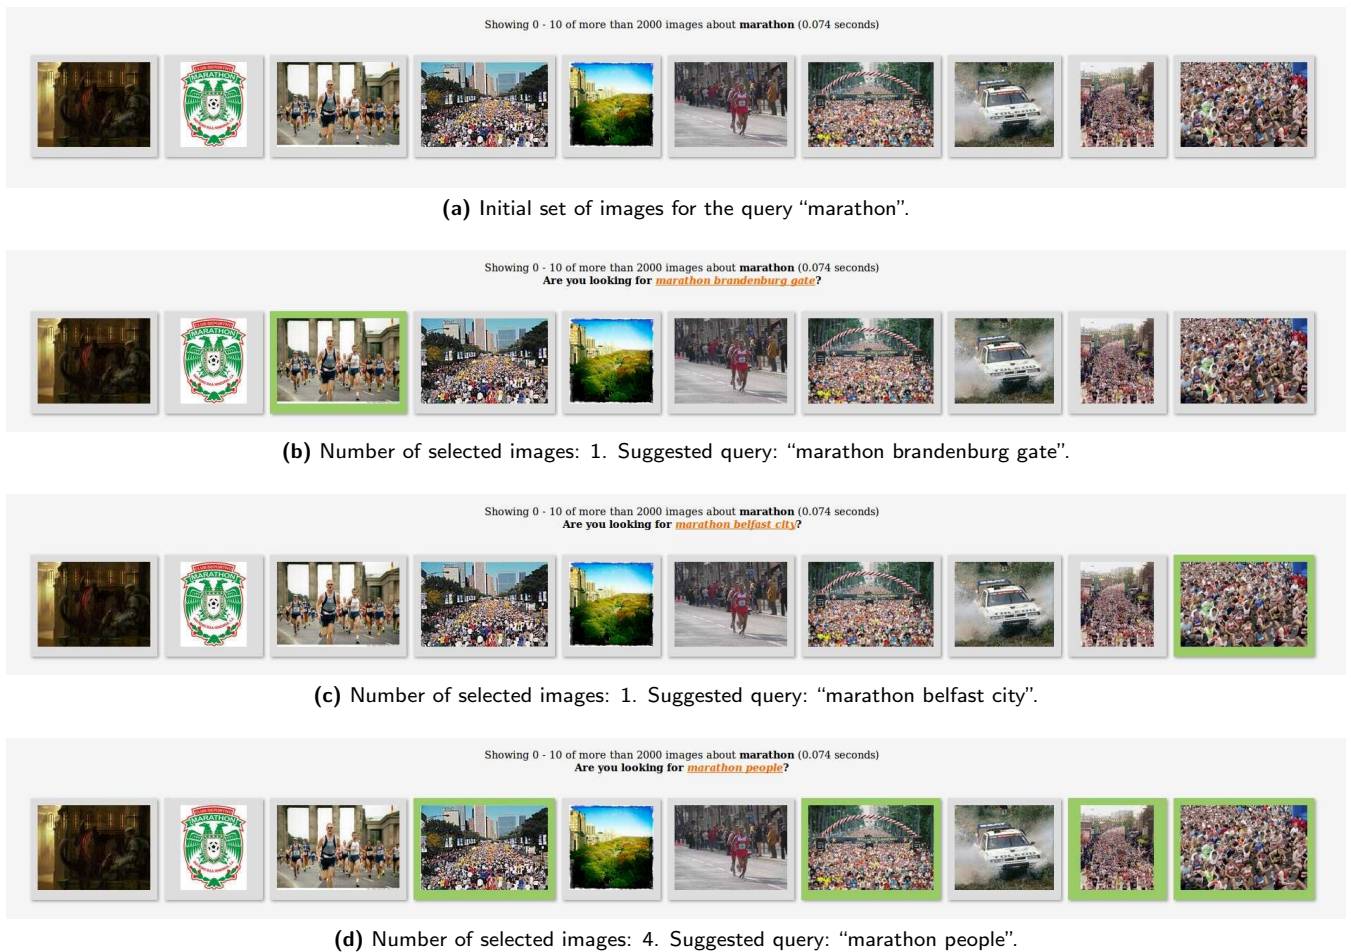 Showing 0 - 10 of more than 2000 images about marathon (0.074 seconds)
MARATHON
(a) Initial set of images for the query “marathon”.
Showing 0 - 10 of more than 2000 images about marathon (0.074 seconds)
Are you looking for marathon brandenburg gate?
MARATHON
(b) Number of selected images: 1. Suggested query: “marathon brandenburg gate”.
Showing 0 - 10 of more than 2000 images about marathon (0.074 seconds)
Are you looking for marathon belfast city?
MARATHON
(c) Number of selected images: 1. Suggested query: “marathon belfast city”.
Showing 0 - 10 of more than 2000 images about marathon (0.074 seconds)
Are you looking for marathon people?
MARATHON
(d) Number of selected images: 4. Suggested query: “marathon people”.